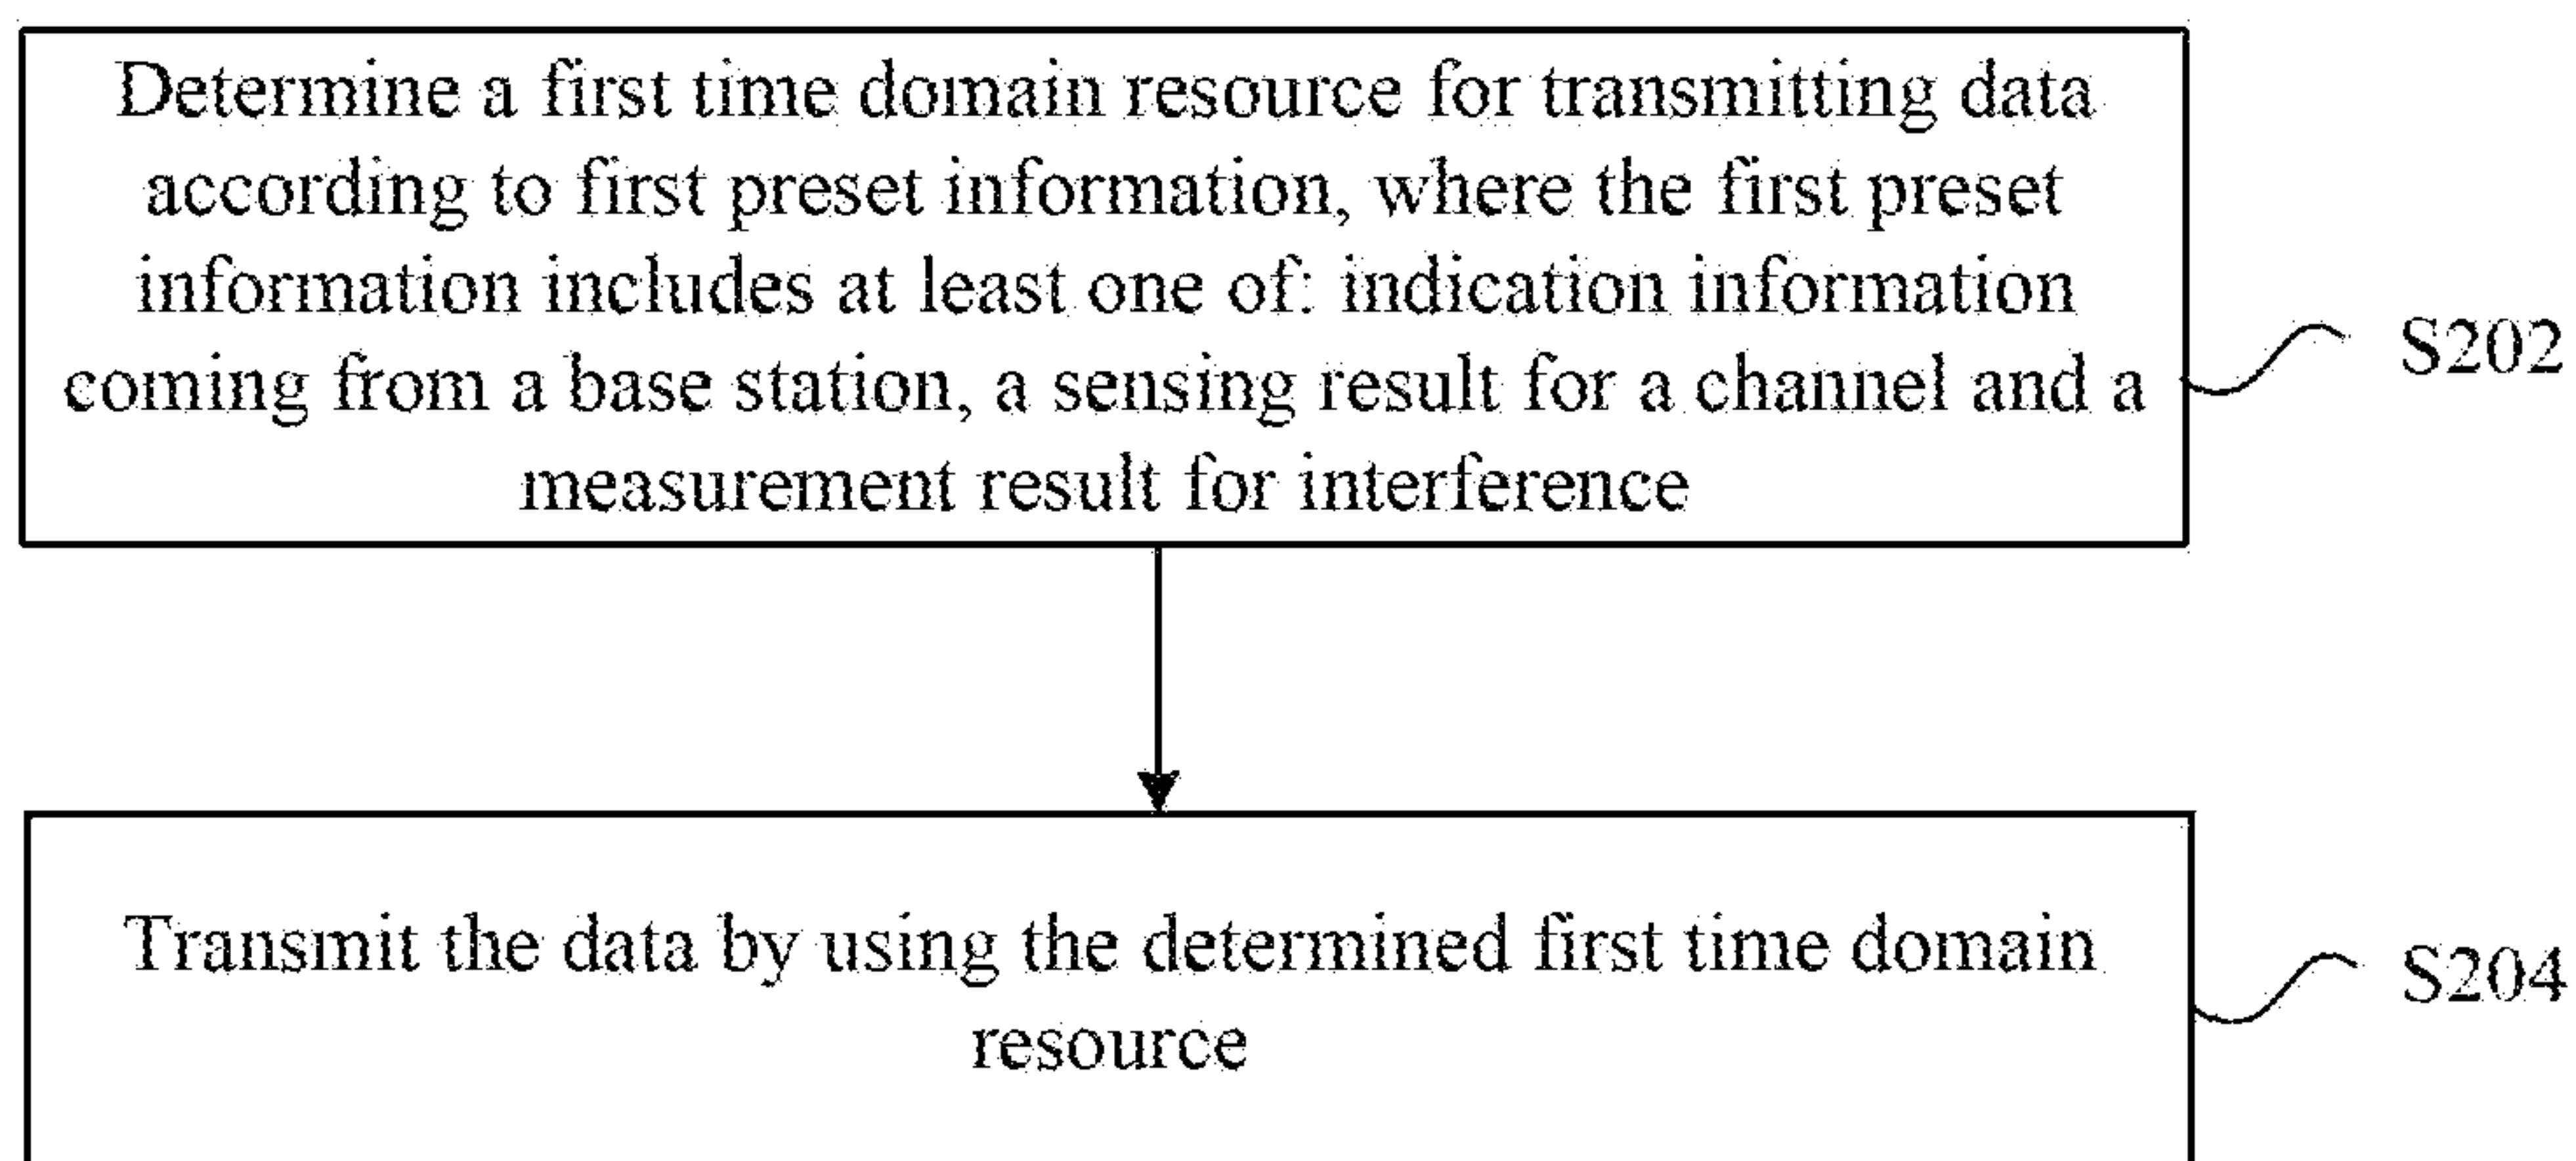 Determine a first time domain resource for transmitting data
according to first preset information, where the first preset
information includes at least one of: indication information
coming from a base station, a sensing result for a channel and a
measurement result for interference
S202
Transmit the data by using the determined first time domain
resource
S204